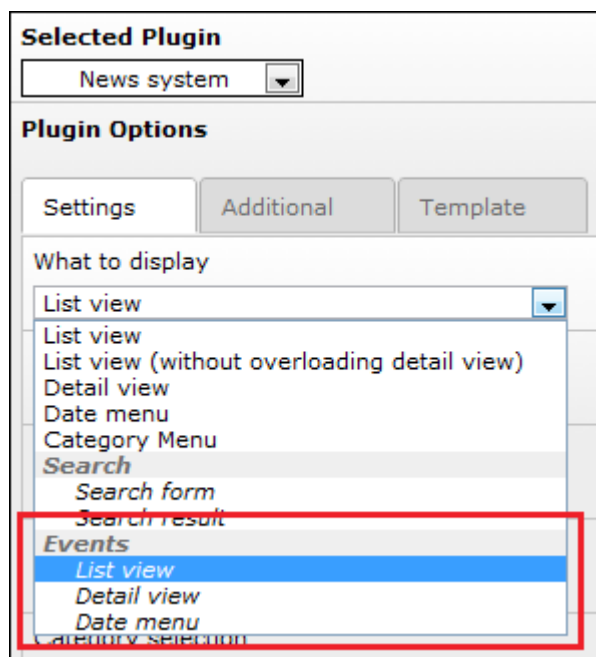 Selected Plugin
News system
Plugin Options
Settings Additional Template
What to display
List view
List view
List view (without overloading detail view)
Detail view
Date menu
Category Menu
Search
Search form
Search result
Events
List view
Detail view
Date menu
Category selection